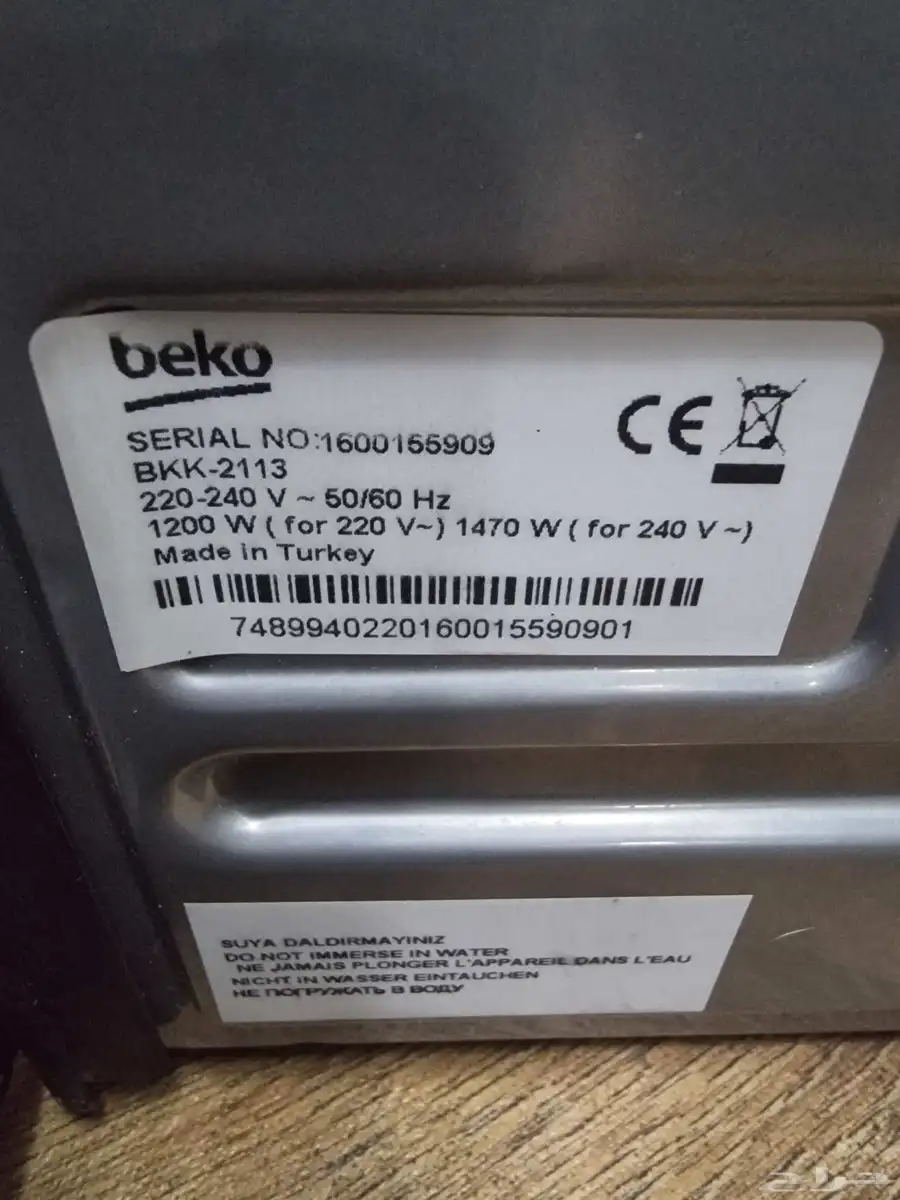 beko
SERIAL NO:1600155909
BKK-2113
220-240 V ~ 50/60 Hz
1200 W ( for 220 V~) 1470 W ( for 240 V ~)
Made in Turkey
CE
7489940220160015590901
SUYA DALDIRMAYINIZ
DO NOT IMMERSE IN WATER
NE JAMAIS PLONGER L'APPAREIL DANS L'EAU
NICHT IN WASSER EINTAUCHEN
НЕ ПОГРУЖАТЬ В ВОДУ
حراج